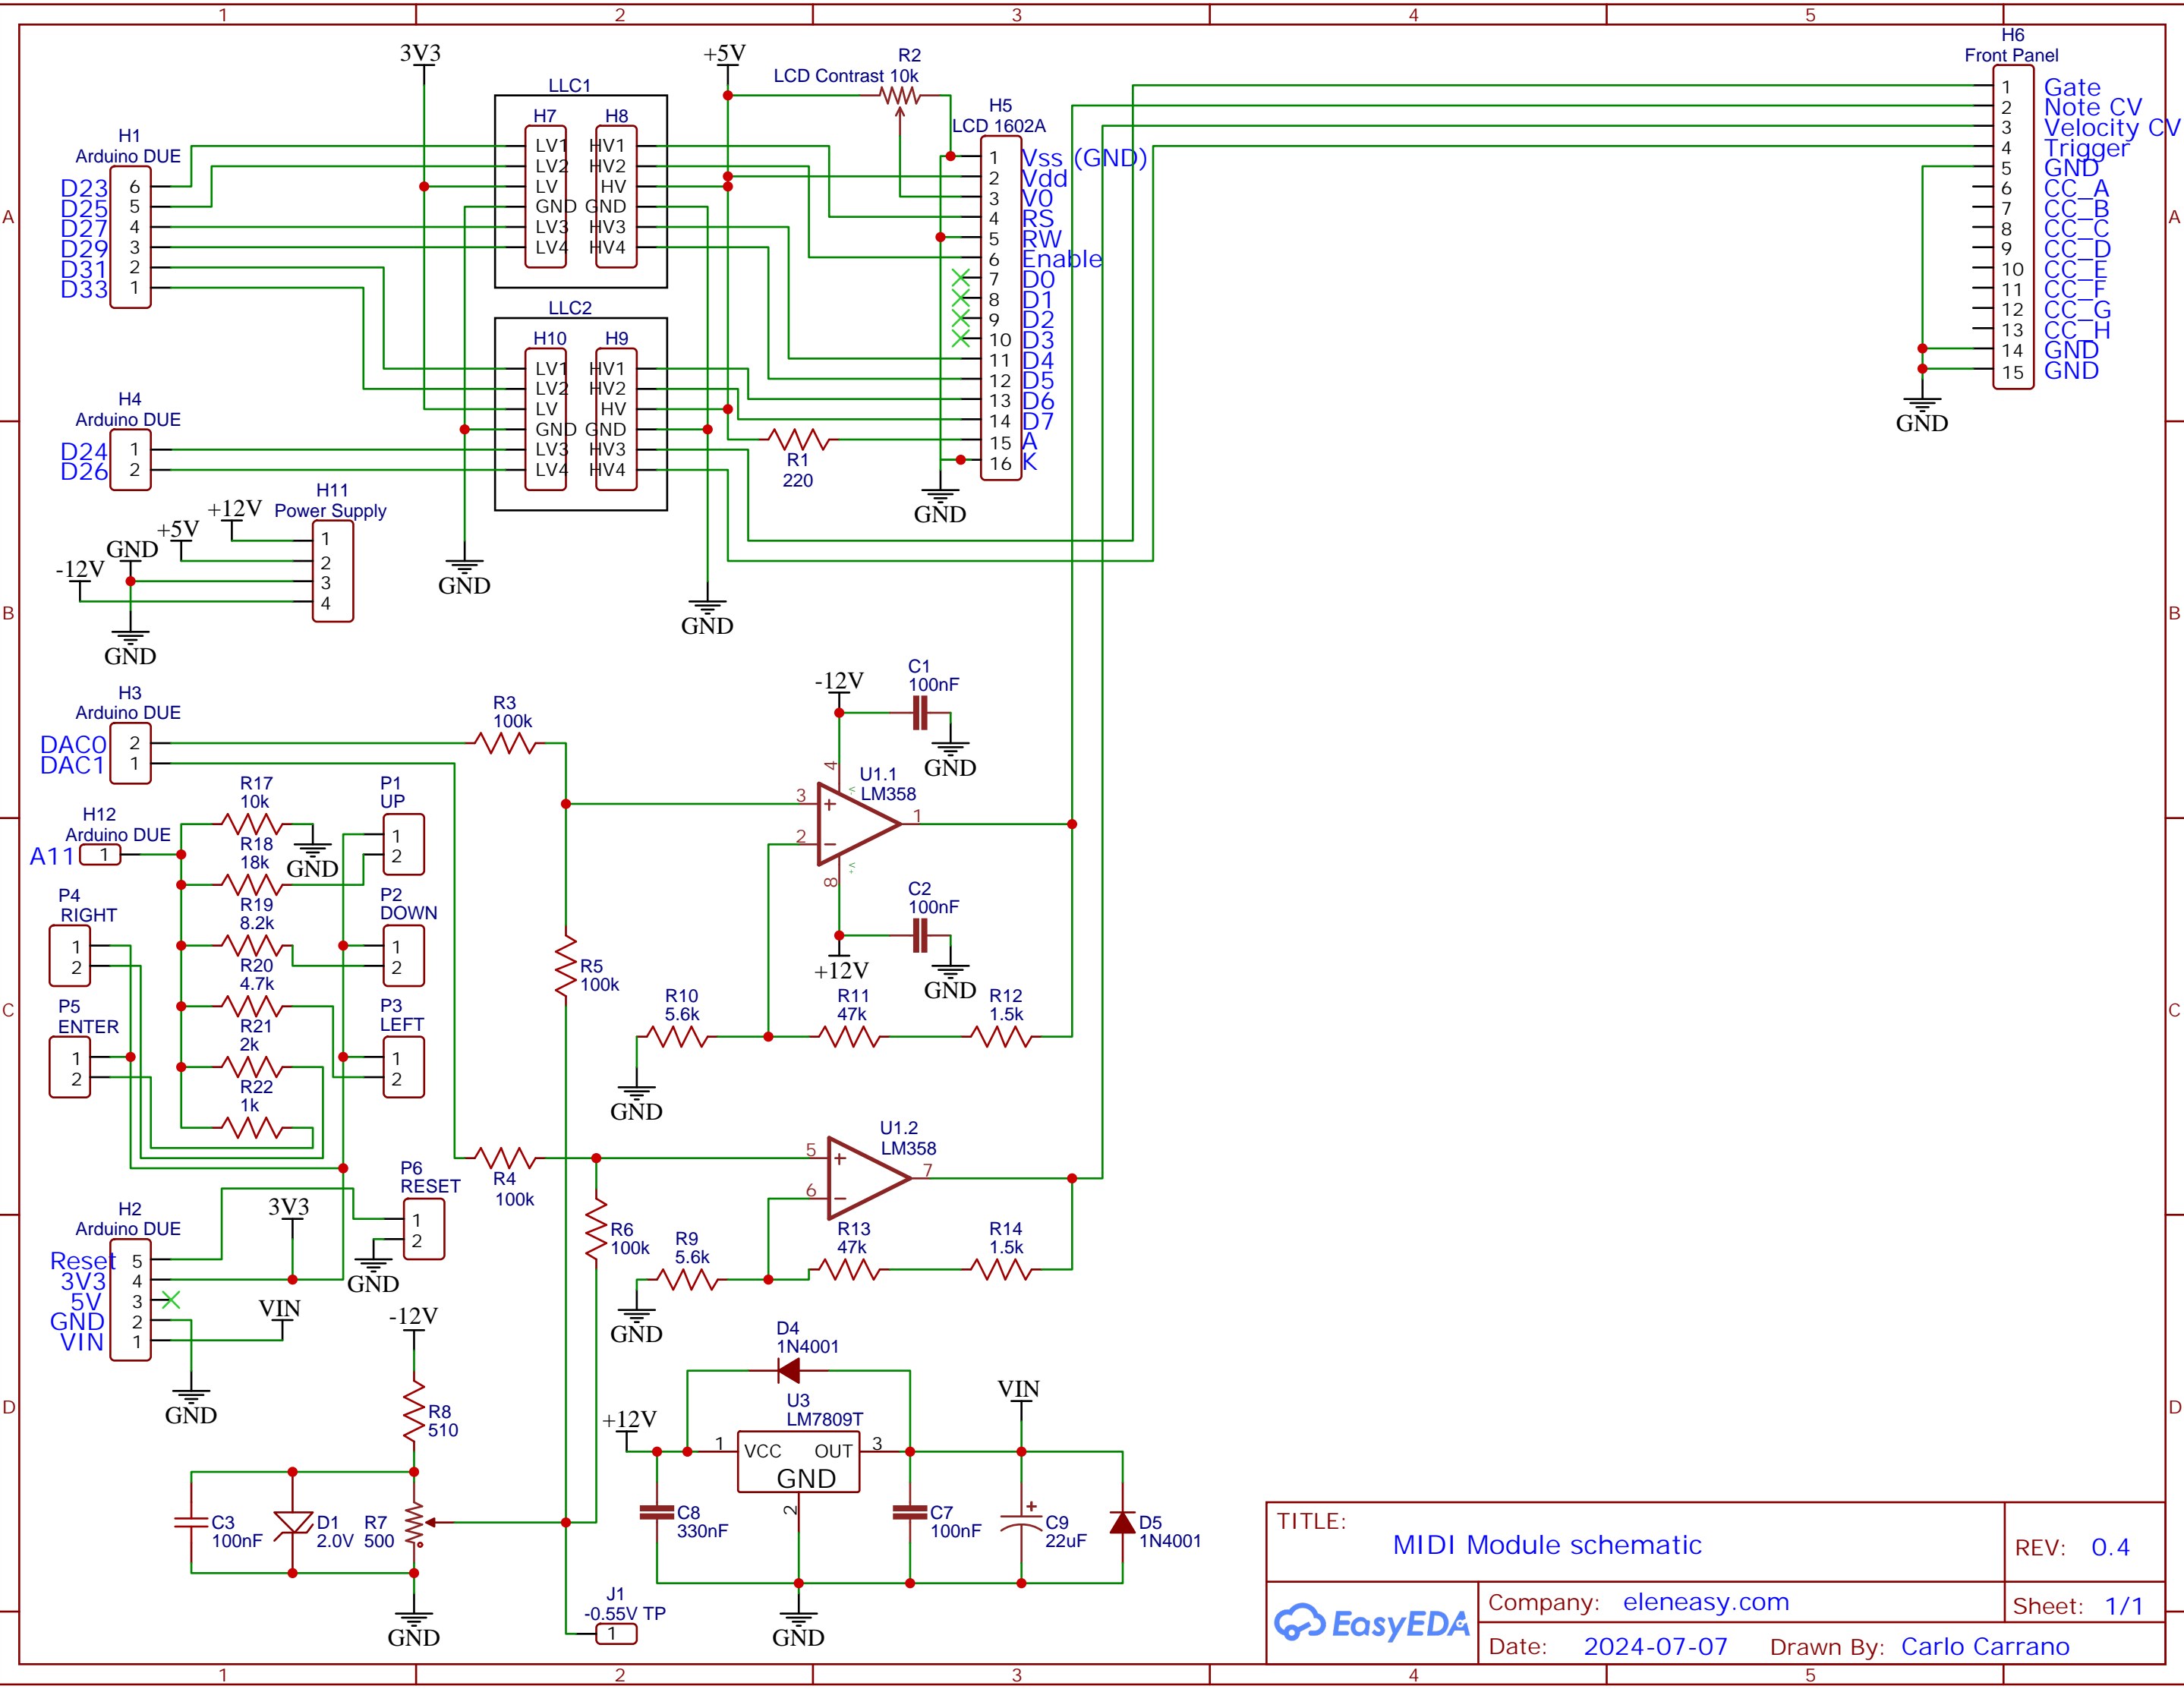 1 2 3 4 5
H6
Front Panel
1 Gate
2 Note CV
3 Velocity CV
4 Trigger
5 GND
6 CC_A
7 CC_B
8 CC_C
9 CC_D
10 CC_E
11 CC_F
12 CC_G
13 CC_H
14 GND
15 GND
GND
3V3
+5V
R2
LCD Contrast 10k
H5
LCD 1602A
1 Vss (GND)
2 Vdd
3 V0
4 RS
5 RW
6 Enable
7 D0
8 D1
9 D2
10 D3
11 D4
12 D5
13 D6
14 D7
15 A
16 K
GND
R1
220
LLC1
H7 H8
LV1 HV1
LV2 HV2
LV HV
GND GND
LV3 HV3
LV4 HV4
LLC2
H10 H9
LV1 HV1
LV2 HV2
LV HV
GND GND
LV3 HV3
LV4 HV4
GND
GND
H1
Arduino DUE
D23 6
D25 5
D27 4
D29 3
D31 2
D33 1
H4
Arduino DUE
D24 1
D26 2
H11
Power Supply
+12V
+5V
GND
-12V
1
2
3
4
GND
A A
B B
C C
D D
H3
Arduino DUE
DAC0 2
DAC1 1
R3
100k
-12V
C1
100nF
GND
U1.1
LM358
4
3 +
2 −
1
8
V-
V+
C2
100nF
+12V
GND
R5
100k
R10
5.6k
R11
47k
R12
1.5k
GND
H12
Arduino DUE
A11 1
R17
10k
GND
R18
18k
R19
8.2k
R20
4.7k
R21
2k
R22
1k
P1
UP
1
2
P2
DOWN
1
2
P3
LEFT
1
2
P4
RIGHT
1
2
P5
ENTER
1
2
R4
100k
U1.2
LM358
5 +
6 −
7
R6
100k
R9
5.6k
R13
47k
R14
1.5k
GND
P6
RESET
1
2
GND
H2
Arduino DUE
Reset 5
3V3 4
5V 3
GND 2
VIN 1
3V3
VIN
GND
-12V
R8
510
C3
100nF
D1
2.0V
R7
500
GND
J1
-0.55V TP
1
D4
1N4001
U3
LM7809T
+12V
1 VCC OUT 3
GND
2
VIN
C8
330nF
C7
100nF
+
C9
22uF
D5
1N4001
GND
TITLE:
MIDI Module schematic
REV: 0.4
EasyEDA
Company: eleneasy.com
Sheet: 1/1
Date: 2024-07-07 Drawn By: Carlo Carrano
1 2 3 4 5